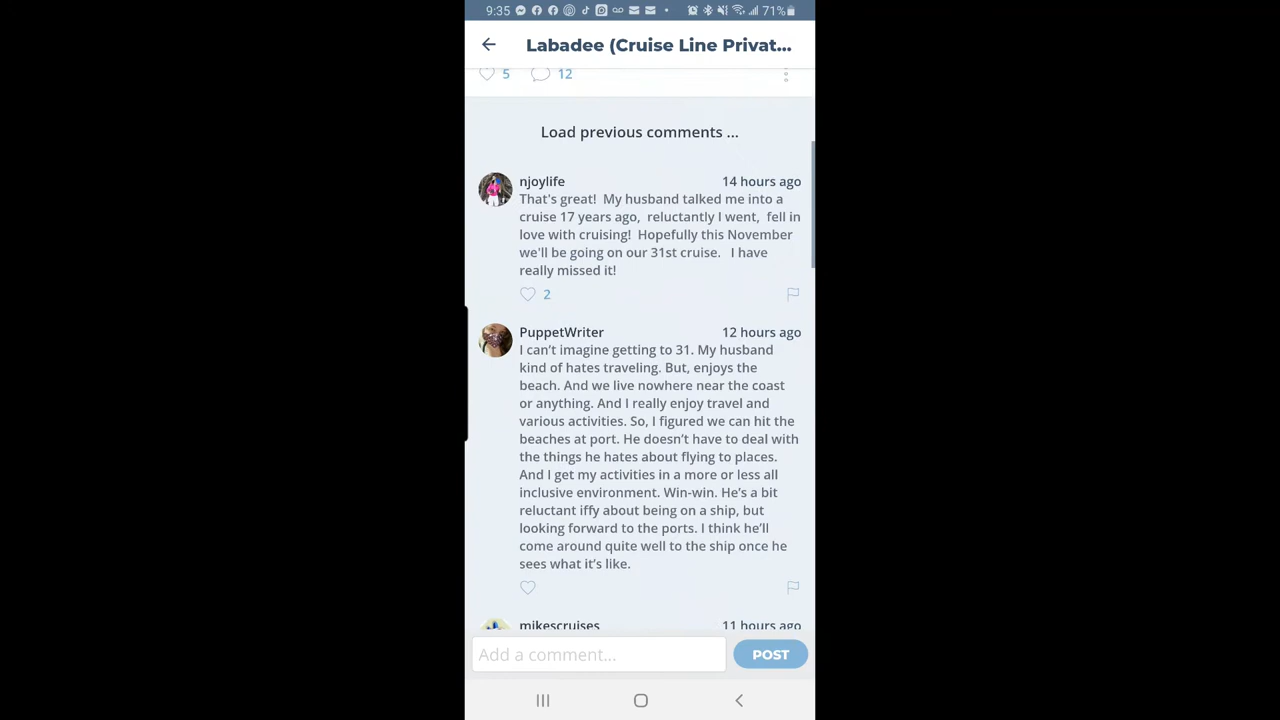 9:35
71%
Labadee (Cruise Line Privat...
5 12
Load previous comments ...
njoylife 14 hours ago
That's great! My husband talked me into a
cruise 17 years ago, reluctantly I went, fell in
love with cruising! Hopefully this November
we'll be going on our 31st cruise. I have
really missed it!
2
PuppetWriter 12 hours ago
I can't imagine getting to 31. My husband
kind of hates traveling. But, enjoys the
beach. And we live nowhere near the coast
or anything. And I really enjoy travel and
various activities. So, I figured we can hit the
beaches at port. He doesn’t have to deal with
the things he hates about flying to places.
And I get my activities in a more or less all
inclusive environment. Win-win. He’s a bit
reluctant iffy about being on a ship, but
looking forward to the ports. I think he’ll
come around quite well to the ship once he
sees what it’s like.
mikescruises 11 hours ago
Add a comment...
POST